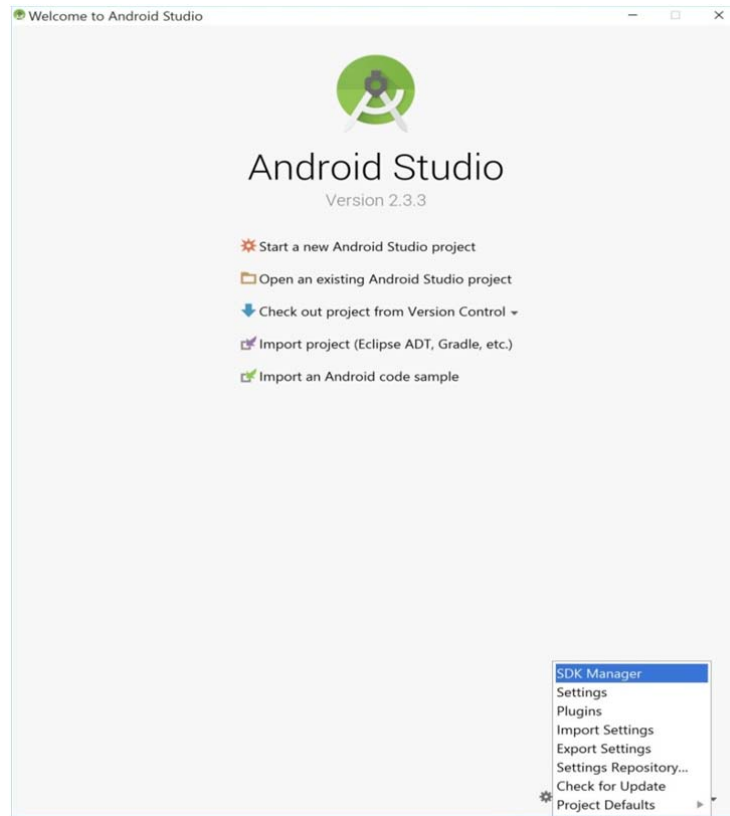 Welcome to Android Studio
Android Studio
Version 2.3.3
Start a new Android Studio project
Open an existing Android Studio project
Check out project from Version Control
Import project (Eclipse ADT, Gradle, etc.)
Import an Android code sample
SDK Manager
Settings
Plugins
Import Settings
Export Settings
Settings Repository...
Check for Update
Project Defaults